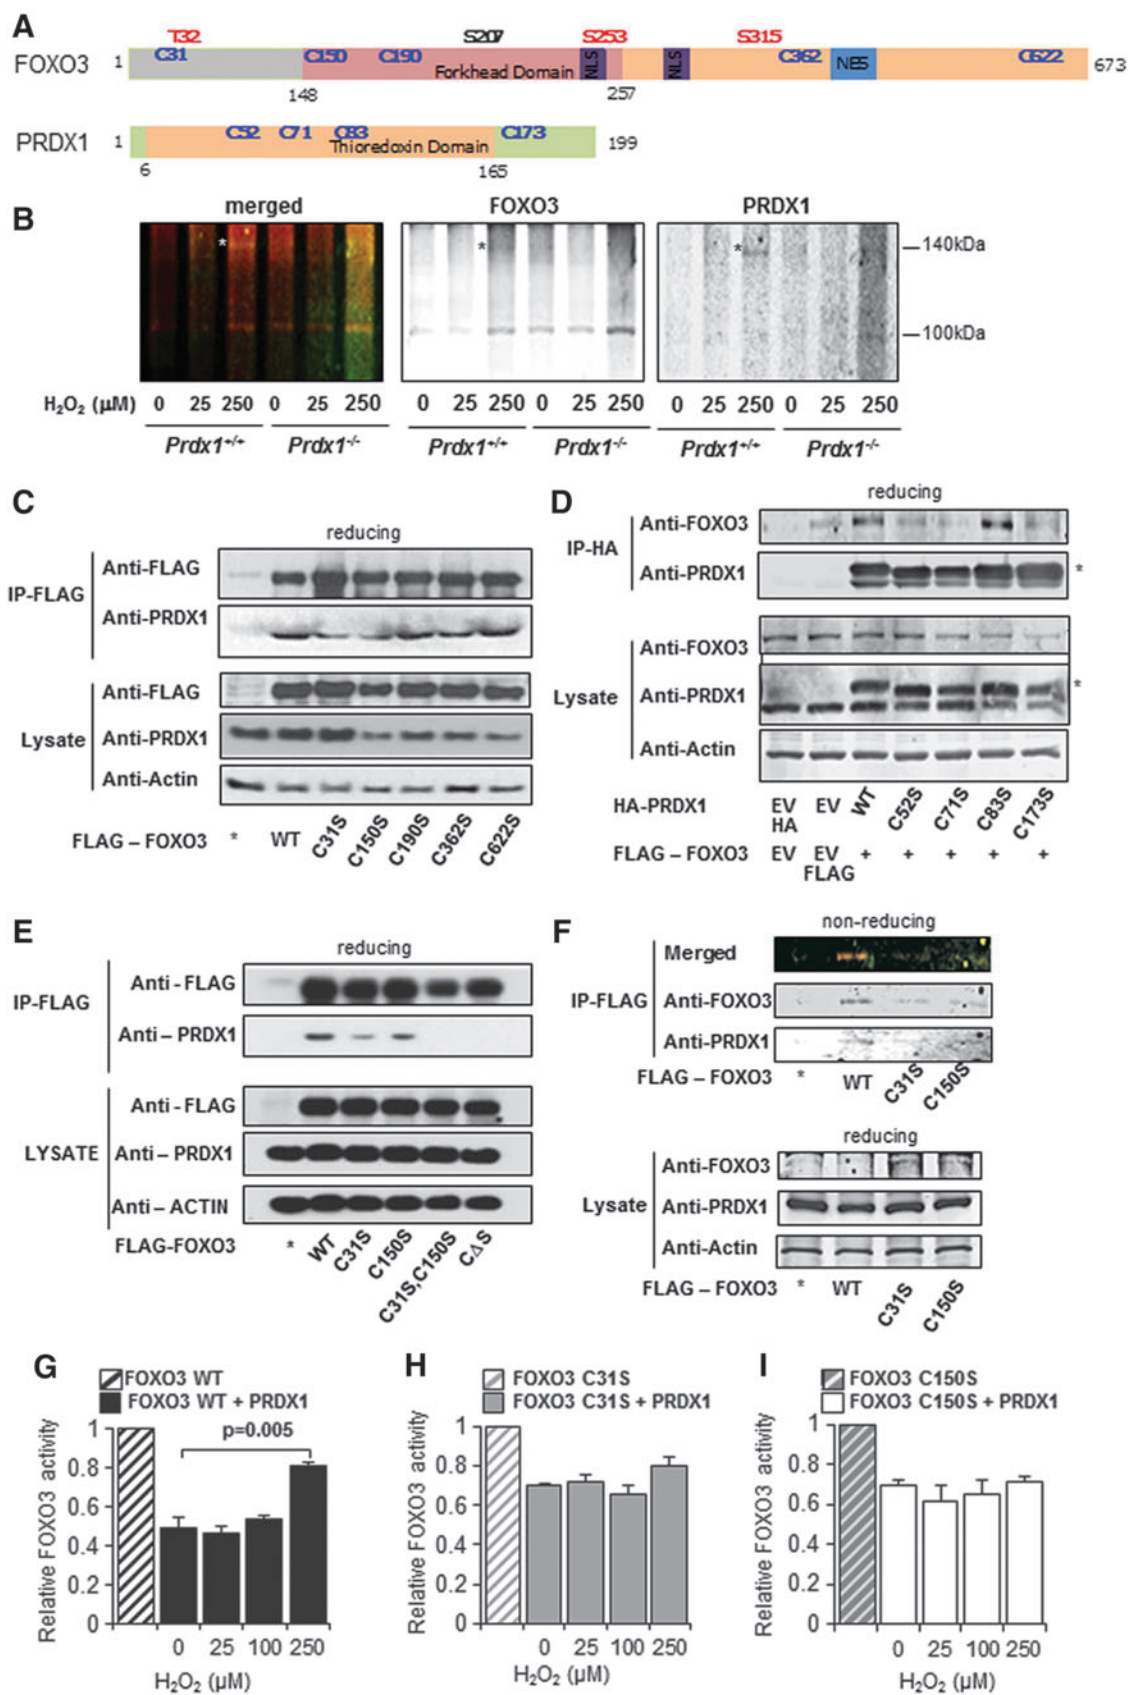 A
T32 S207 S253 S315
FOXO3 1 C31 C150 C190 Forkhead Domain NLS NLS C362 NES C622 673
148 257
PRDX1 1 C52 C71 C83 C173 Thioredoxin Domain 199
6 165
B
merged FOXO3 PRDX1
* * *
140kDa
100kDa
H₂O₂ (µM) 0 25 250 0 25 250 0 25 250 0 25 250 0 25 250 0 25 250
Prdx1⁺/⁺ Prdx1⁻/⁻ Prdx1⁺/⁺ Prdx1⁻/⁻ Prdx1⁺/⁺ Prdx1⁻/⁻
C
reducing
IP-FLAG
Anti-FLAG
Anti-PRDX1
Lysate
Anti-FLAG
Anti-PRDX1
Anti-Actin
FLAG – FOXO3 * WT C31S C150S C190S C362S C622S
D
reducing
IP-HA
Anti-FOXO3
Anti-PRDX1 *
Lysate
Anti-FOXO3
Anti-PRDX1 *
Anti-Actin
HA-PRDX1 EV HA EV WT C52S C71S C83S C173S
FLAG – FOXO3 EV EV FLAG + + + + +
E
reducing
IP-FLAG
Anti-FLAG
Anti–PRDX1
LYSATE
Anti-FLAG
Anti–PRDX1
Anti–ACTIN
FLAG-FOXO3 * WT C31S C150S C31S,C150S CΔS
F
non-reducing
IP-FLAG
Merged
Anti-FOXO3
Anti-PRDX1
FLAG – FOXO3 * WT C31S C150S
reducing
Lysate
Anti-FOXO3
Anti-PRDX1
Anti-Actin
FLAG – FOXO3 * WT C31S C150S
G
FOXO3 WT
FOXO3 WT + PRDX1
p=0.005
Relative FOXO3 activity
1
0.8
0.6
0.4
0.2
0
0 25 100 250
H₂O₂ (µM)
H
FOXO3 C31S
FOXO3 C31S + PRDX1
Relative FOXO3 activity
1
0.8
0.6
0.4
0.2
0
0 25 100 250
H₂O₂ (µM)
I
FOXO3 C150S
FOXO3 C150S + PRDX1
Relative FOXO3 activity
1
0.8
0.6
0.4
0.2
0
0 25 100 250
H₂O₂ (µM)